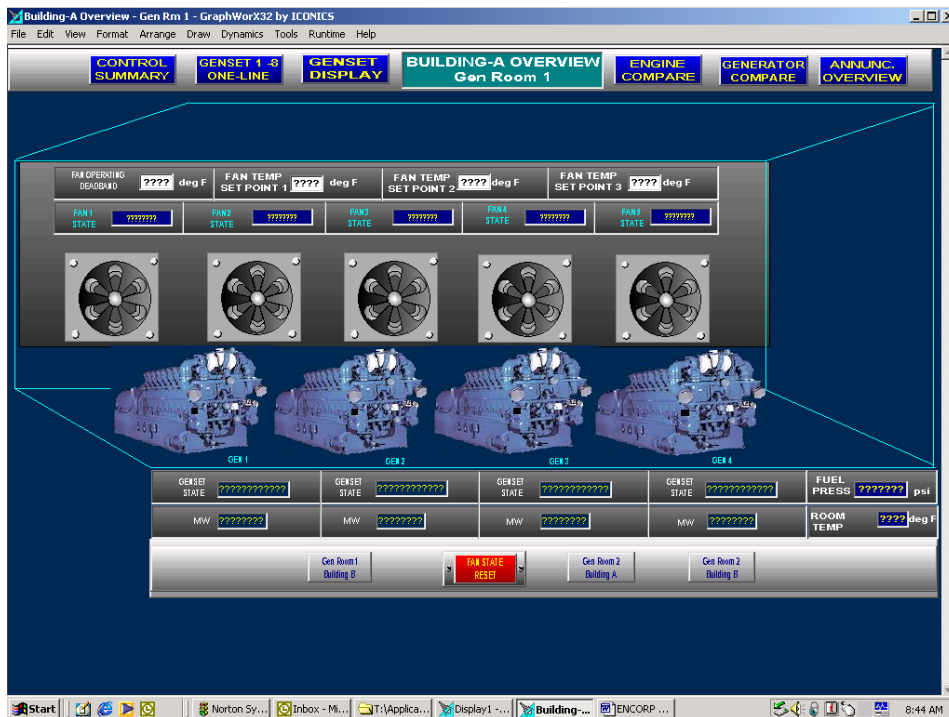 Building-A Overview - Gen Rm 1 - GraphWorX32 by ICONICS
File Edit View Format Arrange Draw Dynamics Tools Runtime Help
CONTROL SUMMARY
GENSET 1 -8 ONE-LINE
GENSET DISPLAY
BUILDING-A OVERVIEW
Gen Room 1
ENGINE COMPARE
GENERATOR COMPARE
ANNUNC. OVERVIEW
FAN OPERATING DEADBAND ???? deg F
FAN TEMP SET POINT 1 ???? deg F
FAN TEMP SET POINT 2 ???? deg F
FAN TEMP SET POINT 3 ???? deg F
FAN 1 STATE ????????
FAN2 STATE ????????
FAN3 STATE ????????
FAN4 STATE ????????
FAN5 STATE ????????
GEN 1
GEN 2
GEN 3
GEN 4
GENSET STATE ????????????
GENSET STATE ????????????
GENSET STATE ????????????
GENSET STATE ????????????
FUEL PRESS ??????? psi
MW ????????
MW ????????
MW ????????
MW ????????
ROOM TEMP ???? deg F
Gen Room 1 Building B
FAN STATE RESET
Gen Room 2 Building A
Gen Room 2 Building B
Start
Norton Sy...
Inbox - Mi...
T:\Applica...
Display1 -...
Building-...
ENCORP ...
8:44 AM